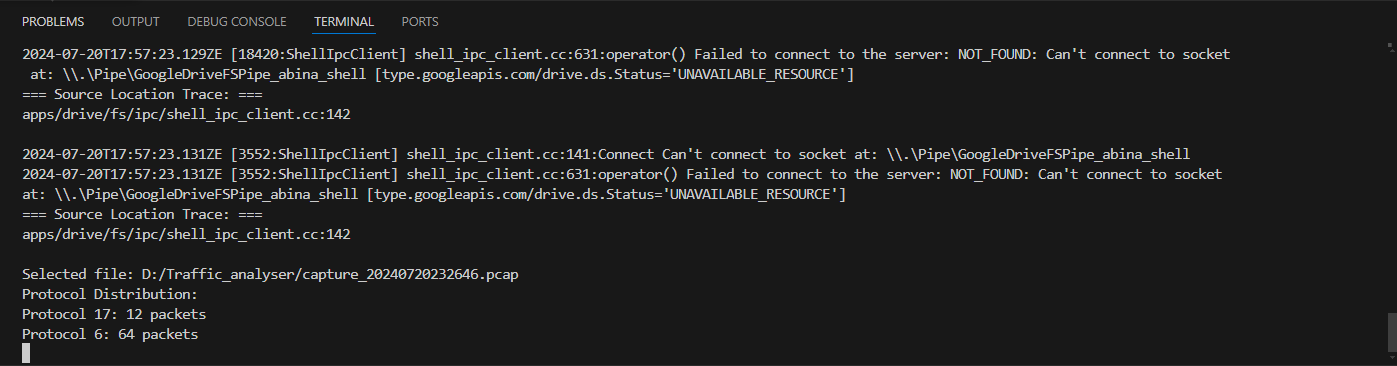 PROBLEMS OUTPUT DEBUG CONSOLE TERMINAL PORTS
2024-07-20T17:57:23.129ZE [18420:ShellIpcClient] shell_ipc_client.cc:631:operator() Failed to connect to the server: NOT_FOUND: Can't connect to socket
at: \\.\Pipe\GoogleDriveFSPipe_abina_shell [type.googleapis.com/drive.ds.Status='UNAVAILABLE_RESOURCE']
=== Source Location Trace: ===
apps/drive/fs/ipc/shell_ipc_client.cc:142
2024-07-20T17:57:23.131ZE [3552:ShellIpcClient] shell_ipc_client.cc:141:Connect Can't connect to socket at: \\.\Pipe\GoogleDriveFSPipe_abina_shell
2024-07-20T17:57:23.131ZE [3552:ShellIpcClient] shell_ipc_client.cc:631:operator() Failed to connect to the server: NOT_FOUND: Can't connect to socket
at: \\.\Pipe\GoogleDriveFSPipe_abina_shell [type.googleapis.com/drive.ds.Status='UNAVAILABLE_RESOURCE']
=== Source Location Trace: ===
apps/drive/fs/ipc/shell_ipc_client.cc:142
Selected file: D:/Traffic_analyser/capture_20240720232646.pcap
Protocol Distribution:
Protocol 17: 12 packets
Protocol 6: 64 packets